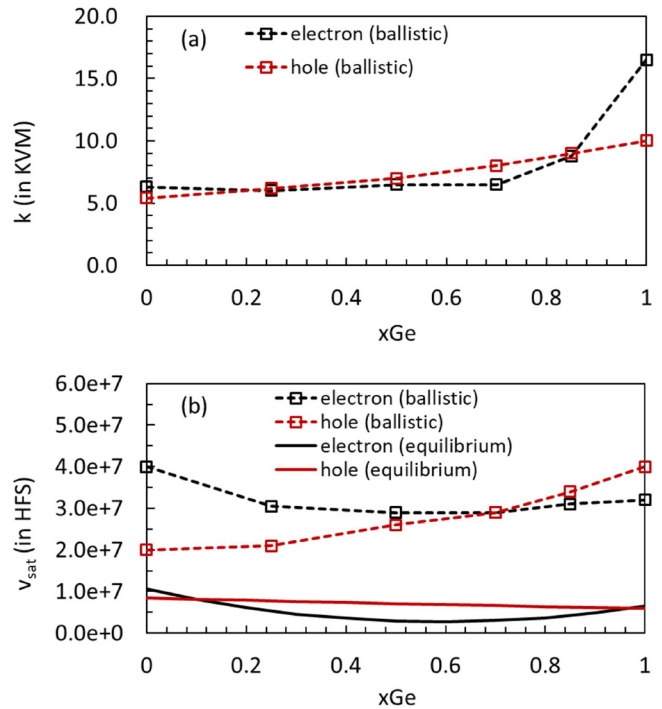 20.0
(a)
electron (ballistic)
hole (ballistic)
15.0
10.0
5.0
0.0
k (in KVM)
0 0.2 0.4 0.6 0.8 1
xGe
6.0e+7
(b)
electron (ballistic)
hole (ballistic)
electron (equilibrium)
hole (equilibrium)
5.0e+7
4.0e+7
3.0e+7
2.0e+7
1.0e+7
0.0e+0
vsat (in HFS)
0 0.2 0.4 0.6 0.8 1
xGe